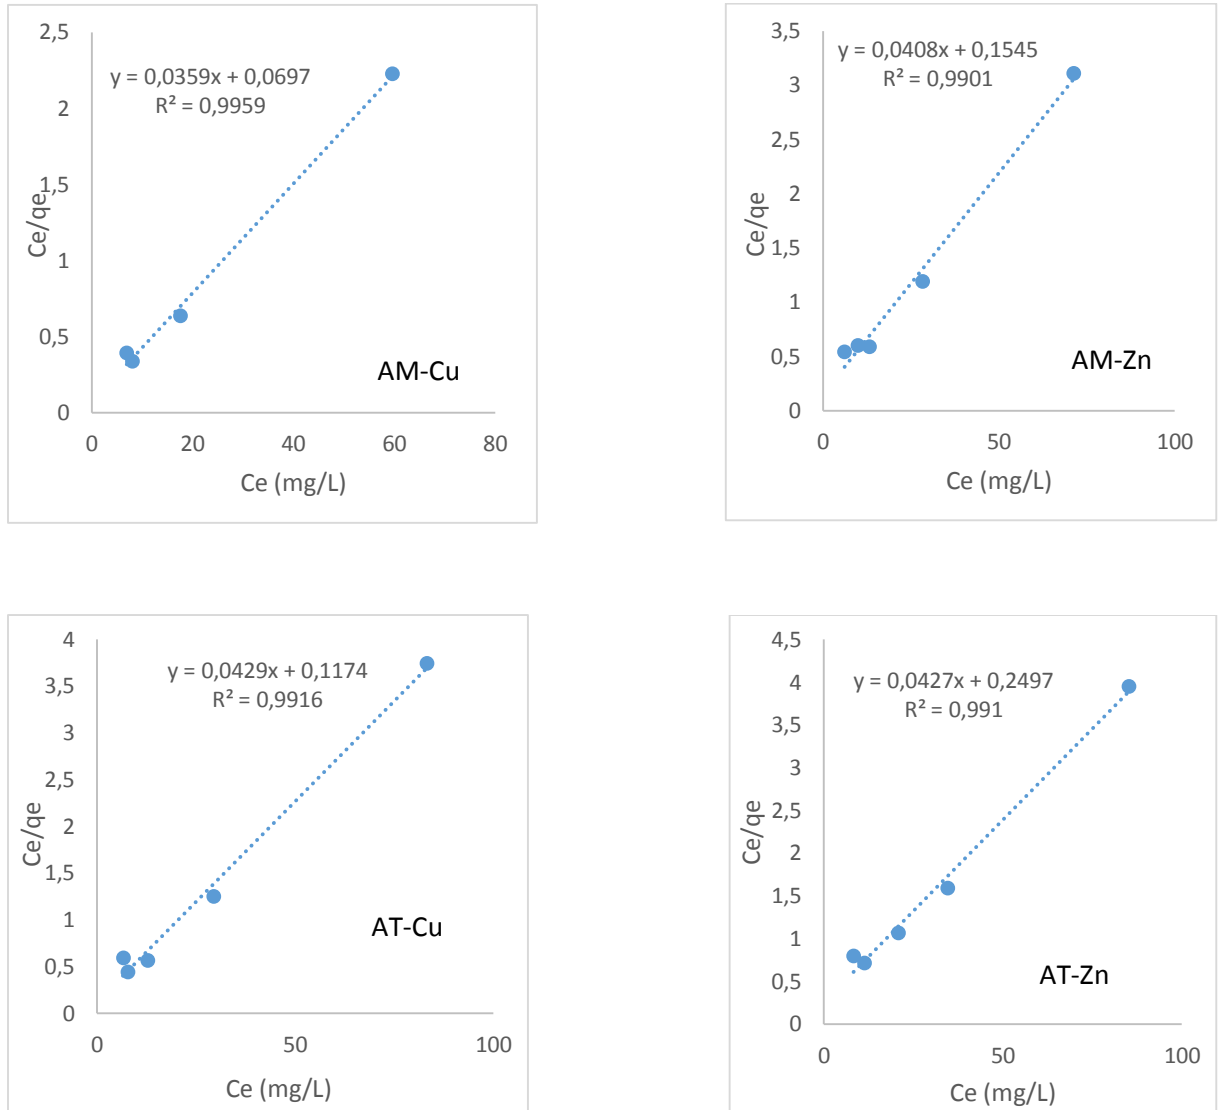 2,5
2
1,5
1
0,5
0
y = 0,0359x + 0,0697
R² = 0,9959
Ce/qe
AM-Cu
0 20 40 60 80
Ce (mg/L)
3,5
3
2,5
2
1,5
1
0,5
0
y = 0,0408x + 0,1545
R² = 0,9901
Ce/qe
AM-Zn
0 50 100
Ce (mg/L)
4
3,5
3
2,5
2
1,5
1
0,5
0
y = 0,0429x + 0,1174
R² = 0,9916
Ce/qe
AT-Cu
0 50 100
Ce (mg/L)
4,5
4
3,5
3
2,5
2
1,5
1
0,5
0
y = 0,0427x + 0,2497
R² = 0,991
Ce/qe
AT-Zn
0 50 100
Ce (mg/L)